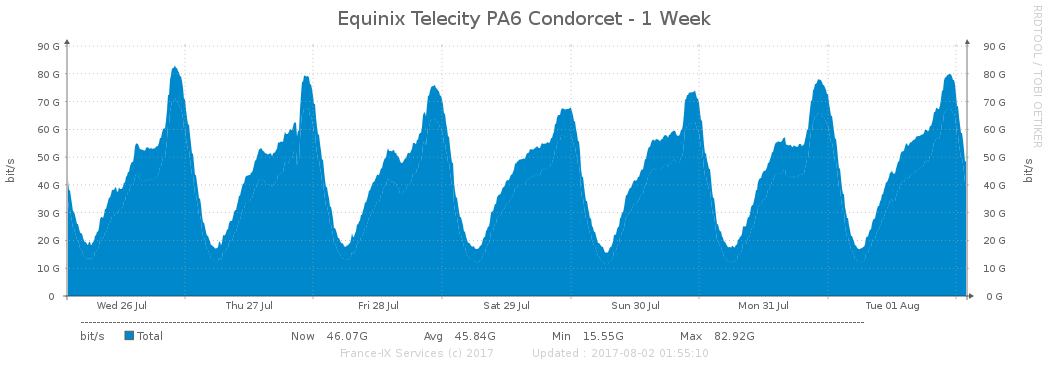 Equinix Telecity PA6 Condorcet - 1 Week
RRDTOOL / TOBI OETIKER
bit/s
90 G 90 G
80 G 80 G
70 G 70 G
60 G 60 G
50 G 50 G
40 G 40 G
30 G 30 G
20 G 20 G
10 G 10 G
0 0 G
bit/s
Wed 26 Jul Thu 27 Jul Fri 28 Jul Sat 29 Jul Sun 30 Jul Mon 31 Jul Tue 01 Aug
bit/s Total Now 46.07G Avg 45.84G Min 15.55G Max 82.92G
France-IX Services (c) 2017 Updated : 2017-08-02 01:55:10